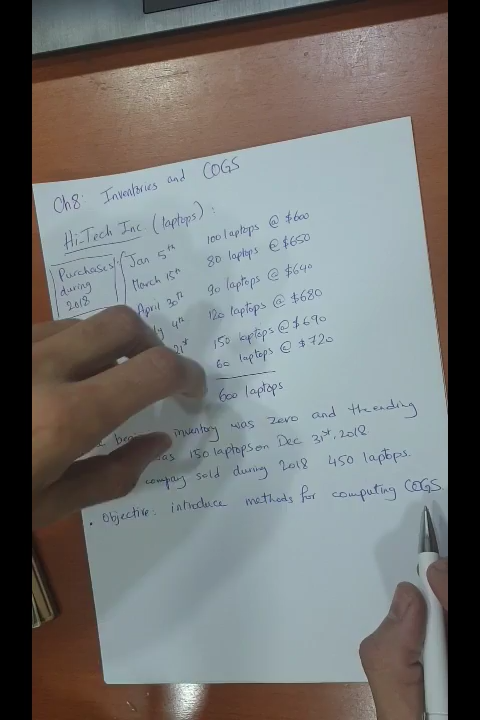 Ch8: Inventories and COGS
Hi-Tech Inc. (laptops):
Purchases during 2018
Jan 5th 100 laptops @ $600
March 15th 80 laptops @ $650
April 30th 90 laptops @ $640
4th 120 laptops @ $680
21st 150 laptops @ $690
60 laptops @ $720
600 laptops
inventory was zero and the ending
150 laptops on Dec 31st, 2018.
company sold during 2018 450 laptops.
. Objective: introduce methods for computing COGS.